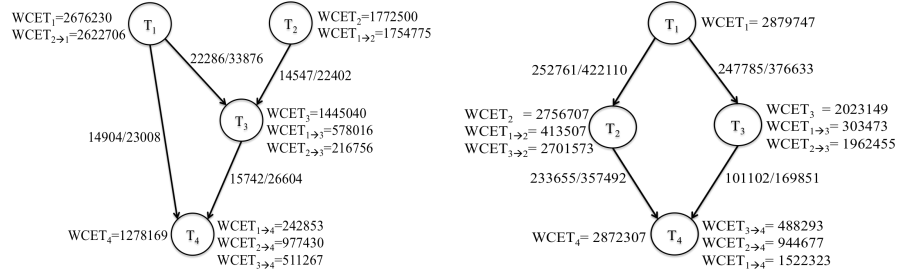 WCET1=2676230
WCET2→1=2622706
T1
T2
WCET2=1772500
WCET1→2=1754775
22286/33876
14547/22402
T3
WCET3=1445040
WCET1→3=578016
WCET2→3=216756
14904/23008
15742/26604
WCET4=1278169
T4
WCET1→4=242853
WCET2→4=977430
WCET3→4=511267
T1
WCET1= 2879747
252761/422110
247785/376633
WCET2 = 2756707
WCET1→2= 413507
WCET3→2= 2701573
T2
T3
WCET3 = 2023149
WCET1→3= 303473
WCET2→3= 1962455
233655/357492
101102/169851
WCET4= 2872307
T4
WCET3→4= 488293
WCET2→4= 944677
WCET1→4= 1522323